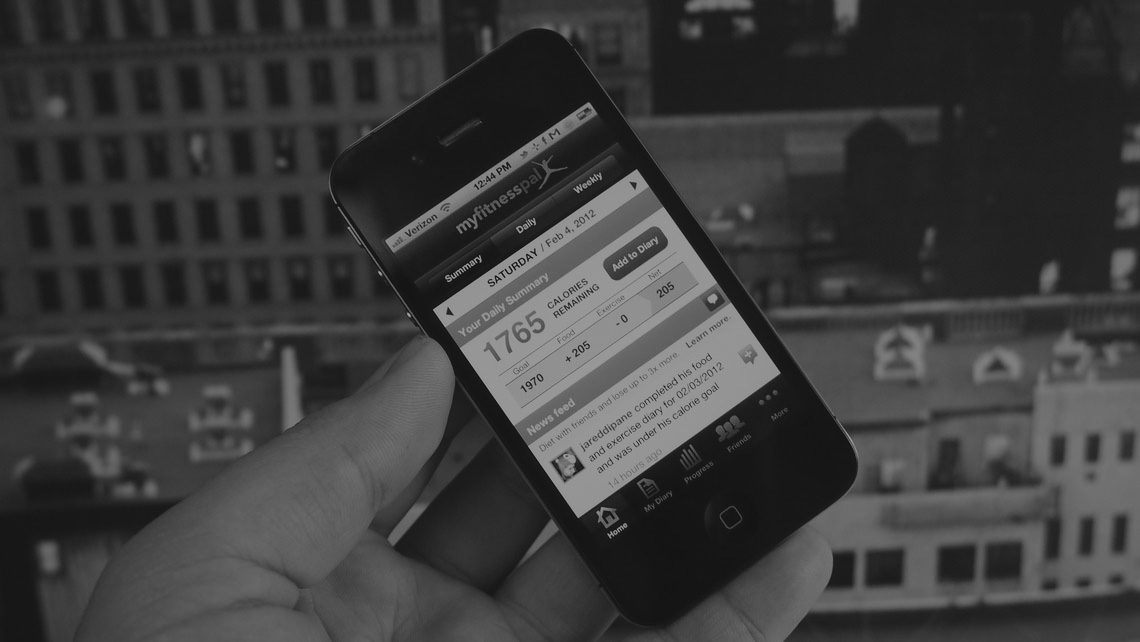 Verizon 12:44 PM
myfitnesspal
Summary Daily Weekly
SATURDAY / Feb 4, 2012
Your Daily Summary
1765 CALORIES REMAINING
Add to Diary
Goal Food Exercise Net
1970 + 205 - 0 205
News feed
Diet with friends and lose up to 3x more. Learn more.
jareddipane completed his food
and exercise diary for 02/03/2012
and was under his calorie goal
14 hours ago
Home My Diary Progress Friends More